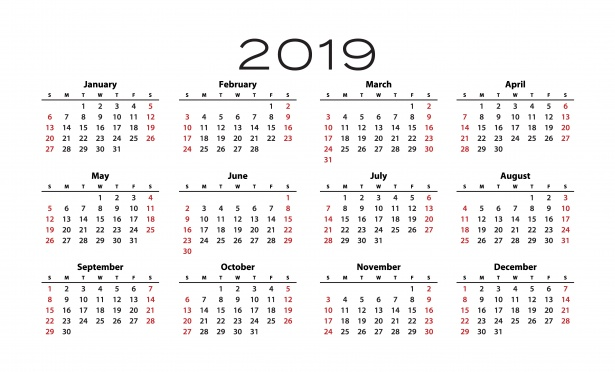 2019
January February March April
S M T W T F S S M T W T F S S M T W T F S S M T W T F S
1 2 3 4 5 1 2 1 2 1 2 3 4 5 6
6 7 8 9 10 11 12 3 4 5 6 7 8 9 3 4 5 6 7 8 9 7 8 9 10 11 12 13
13 14 15 16 17 18 19 10 11 12 13 14 15 16 10 11 12 13 14 15 16 14 15 16 17 18 19 20
20 21 22 23 24 25 26 17 18 19 20 21 22 23 17 18 19 20 21 22 23 21 22 23 24 25 26 27
27 28 29 30 31 24 25 26 27 28 24 25 26 27 28 29 30 28 29 30
31
May June July August
S M T W T F S S M T W T F S S M T W T F S S M T W T F S
1 2 3 4 1 1 2 3 4 5 6 1 2 3
5 6 7 8 9 10 11 2 3 4 5 6 7 8 7 8 9 10 11 12 13 4 5 6 7 8 9 10
12 13 14 15 16 17 18 9 10 11 12 13 14 15 14 15 16 17 18 19 20 11 12 13 14 15 16 17
19 20 21 22 23 24 25 16 17 18 19 20 21 22 21 22 23 24 25 26 27 18 19 20 21 22 23 24
26 27 28 29 30 31 23 24 25 26 27 28 29 28 29 30 31 25 26 27 28 29 30 31
30
September October November December
S M T W T F S S M T W T F S S M T W T F S S M T W T F S
1 2 3 4 5 6 7 1 2 3 4 5 1 2 1 2 3 4 5 6 7
8 9 10 11 12 13 14 6 7 8 9 10 11 12 3 4 5 6 7 8 9 8 9 10 11 12 13 14
15 16 17 18 19 20 21 13 14 15 16 17 18 19 10 11 12 13 14 15 16 15 16 17 18 19 20 21
22 23 24 25 26 27 28 20 21 22 23 24 25 26 17 18 19 20 21 22 23 22 23 24 25 26 27 28
29 30 27 28 29 30 31 24 25 26 27 28 29 30 29 30 31